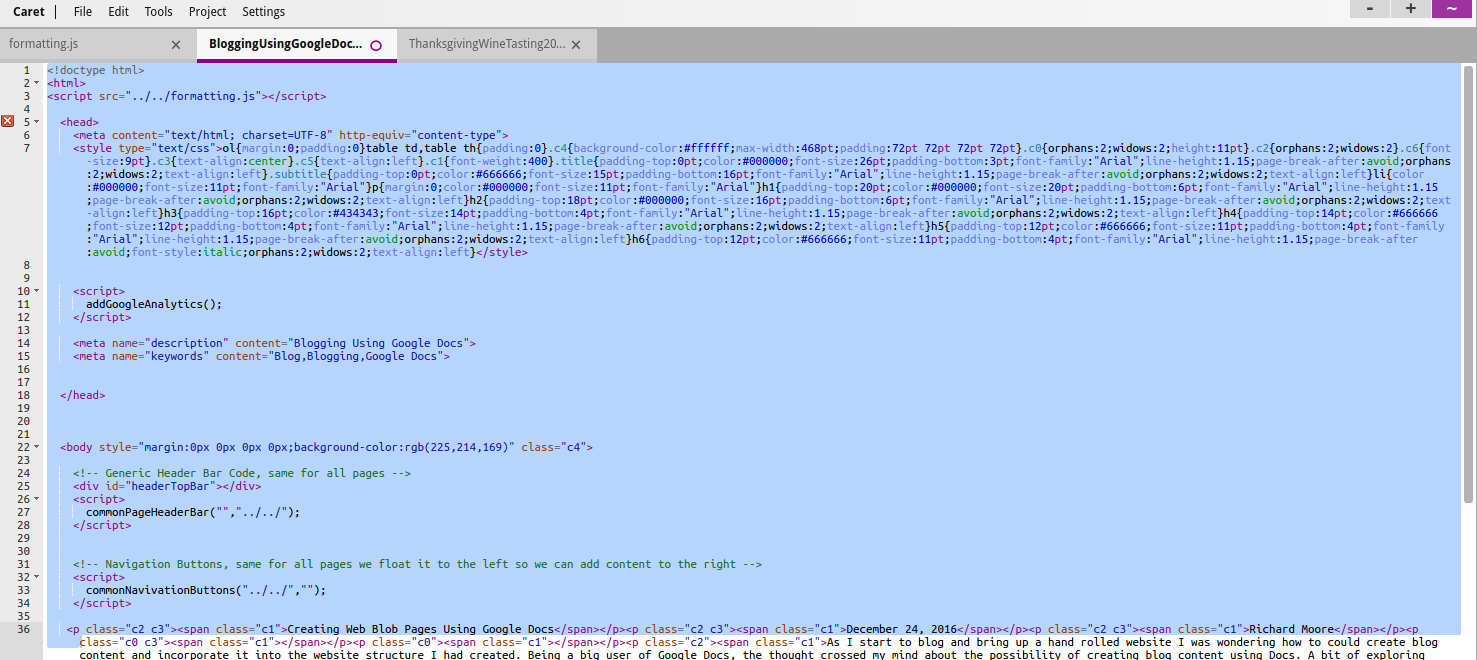 Caret | File Edit Tools Project Settings - + ~
formatting.js × BloggingUsingGoogleDoc... ThanksgivingWineTasting20... ×
1 <!doctype html>
2 <html>
3 <script src="../../formatting.js"></script>
4
5 <head>
6 <meta content="text/html; charset=UTF-8" http-equiv="content-type">
7 <style type="text/css">ol{margin:0;padding:0}table td,table th{padding:0}.c4{background-color:#ffffff;max-width:468pt;padding:72pt 72pt 72pt 72pt}.c0{orphans:2;widows:2;height:11pt}.c2{orphans:2;widows:2}.c6{font
-size:9pt}.c3{text-align:center}.c5{text-align:left}.c1{font-weight:400}.title{padding-top:0pt;color:#000000;font-size:26pt;padding-bottom:3pt;font-family:"Arial";line-height:1.15;page-break-after:avoid;orphans
:2;widows:2;text-align:left}.subtitle{padding-top:0pt;color:#666666;font-size:15pt;padding-bottom:16pt;font-family:"Arial";line-height:1.15;page-break-after:avoid;orphans:2;widows:2;text-align:left}li{color
:#000000;font-size:11pt;font-family:"Arial"}p{margin:0;color:#000000;font-size:11pt;font-family:"Arial"}h1{padding-top:20pt;color:#000000;font-size:20pt;padding-bottom:6pt;font-family:"Arial";line-height:1.15
;page-break-after:avoid;orphans:2;widows:2;text-align:left}h2{padding-top:18pt;color:#000000;font-size:16pt;padding-bottom:6pt;font-family:"Arial";line-height:1.15;page-break-after:avoid;orphans:2;widows:2;text
-align:left}h3{padding-top:16pt;color:#434343;font-size:14pt;padding-bottom:4pt;font-family:"Arial";line-height:1.15;page-break-after:avoid;orphans:2;widows:2;text-align:left}h4{padding-top:14pt;color:#666666
;font-size:12pt;padding-bottom:4pt;font-family:"Arial";line-height:1.15;page-break-after:avoid;orphans:2;widows:2;text-align:left}h5{padding-top:12pt;color:#666666;font-size:11pt;padding-bottom:4pt;font-family
:"Arial";line-height:1.15;page-break-after:avoid;orphans:2;widows:2;text-align:left}h6{padding-top:12pt;color:#666666;font-size:11pt;padding-bottom:4pt;font-family:"Arial";line-height:1.15;page-break-after
:avoid;font-style:italic;orphans:2;widows:2;text-align:left}</style>
8
9
10 <script>
11 addGoogleAnalytics();
12 </script>
13
14 <meta name="description" content="Blogging Using Google Docs">
15 <meta name="keywords" content="Blog,Blogging,Google Docs">
16
17
18 </head>
19
20
21
22 <body style="margin:0px 0px 0px 0px;background-color:rgb(225,214,169)" class="c4">
23
24 <!-- Generic Header Bar Code, same for all pages -->
25 <div id="headerTopBar"></div>
26 <script>
27 commonPageHeaderBar("","../../");
28 </script>
29
30
31 <!-- Navigation Buttons, same for all pages we float it to the left so we can add content to the right -->
32 <script>
33 commonNavivationButtons("../../","");
34 </script>
35
36 <p class="c2 c3"><span class="c1">Creating Web Blob Pages Using Google Docs</span></p><p class="c2 c3"><span class="c1">December 24, 2016</span></p><p class="c2 c3"><span class="c1">Richard Moore</span></p><p
class="c0 c3"><span class="c1"></span></p><p class="c0"><span class="c1"></span></p><p class="c2"><span class="c1">As I start to blog and bring up a hand rolled website I was wondering how to could create blog
content and incorporate it into the website structure I had created. Being a big user of Google Docs, the thought crossed my mind about the possibility of creating blog content using Docs. A bit of exploring